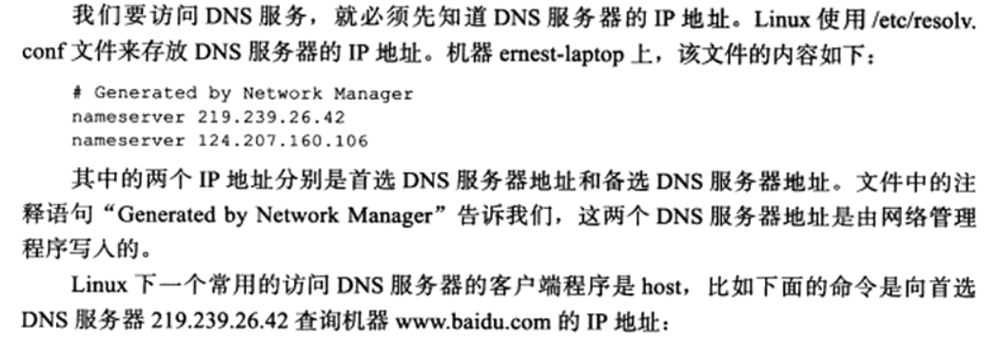 我们要访问 DNS 服务，就必须先知道 DNS 服务器的 IP 地址。Linux 使用 /etc/resolv.
conf 文件来存放 DNS 服务器的 IP 地址。机器 ernest-laptop 上，该文件的内容如下：
# Generated by Network Manager
nameserver 219.239.26.42
nameserver 124.207.160.106
其中的两个 IP 地址分别是首选 DNS 服务器地址和备选 DNS 服务器地址。文件中的注
释语句“Generated by Network Manager”告诉我们，这两个 DNS 服务器地址是由网络管理
程序写入的。
Linux 下一个常用的访问 DNS 服务器的客户端程序是 host，比如下面的命令是向首选
DNS 服务器 219.239.26.42 查询机器 www.baidu.com 的 IP 地址：